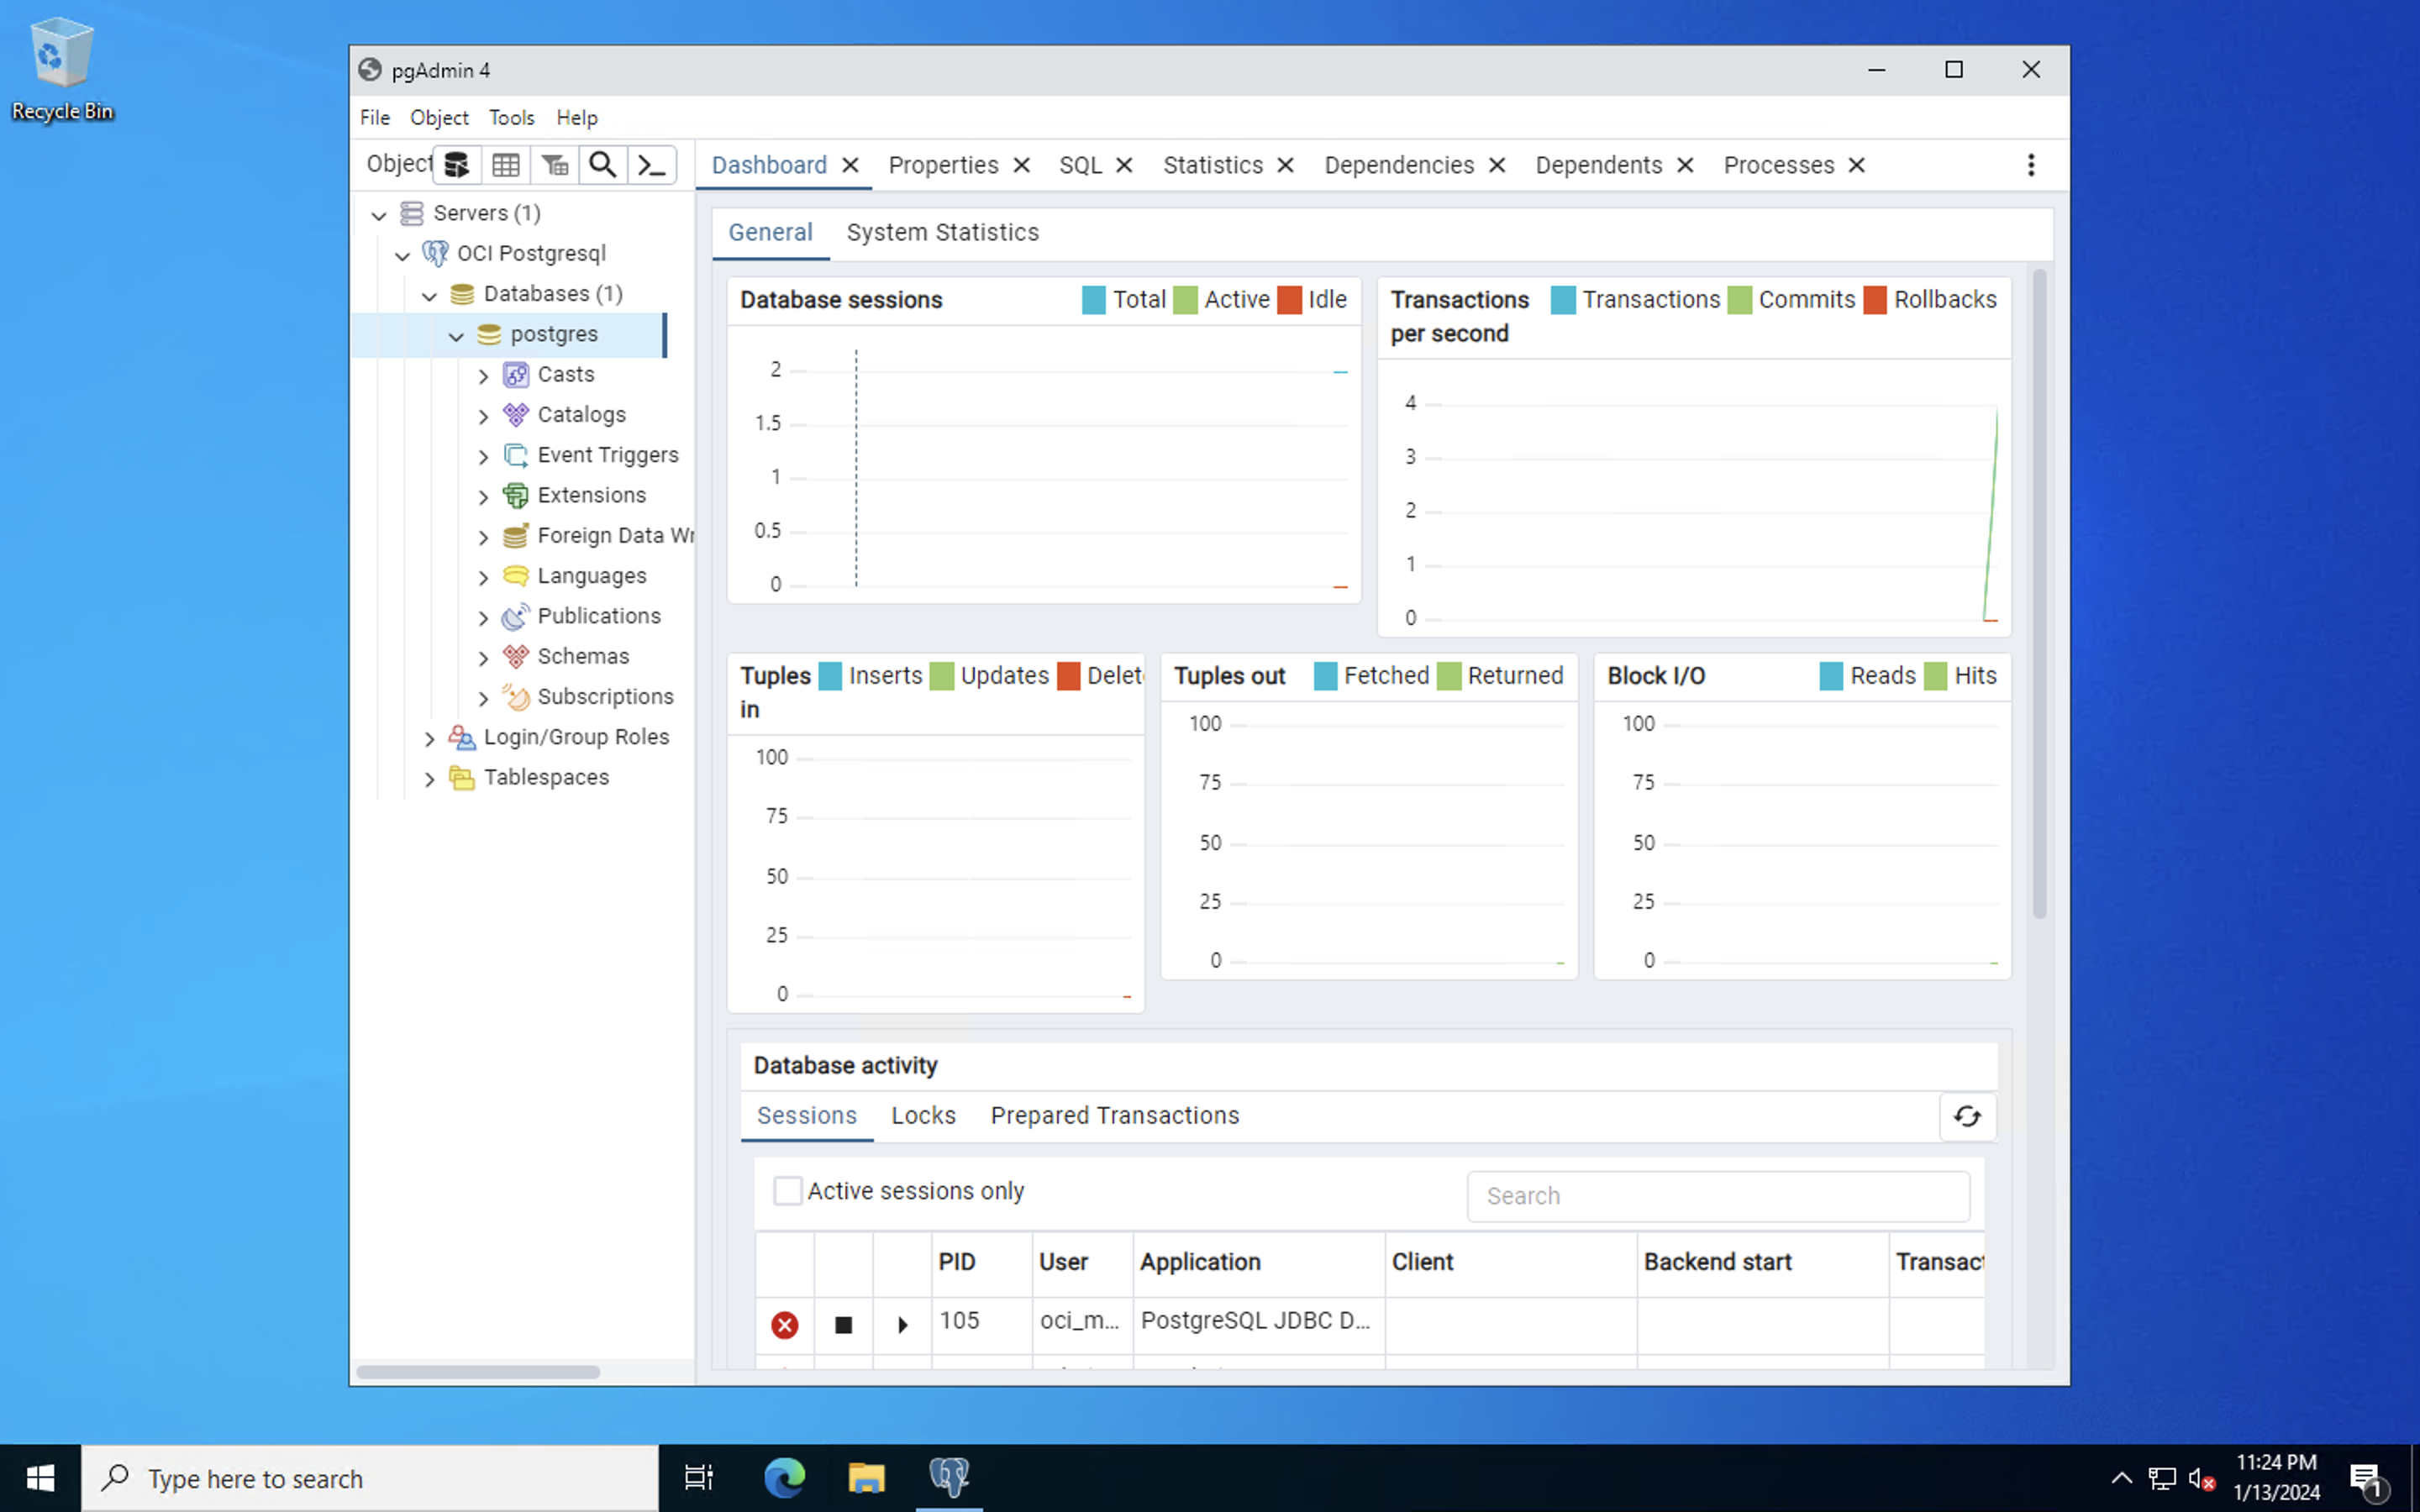 Recycle Bin
pgAdmin 4
File Object Tools Help
Object
Dashboard Properties SQL Statistics Dependencies Dependents Processes
Servers (1)
OCI Postgresql
Databases (1)
postgres
Casts
Catalogs
Event Triggers
Extensions
Foreign Data Wr
Languages
Publications
Schemas
Subscriptions
Login/Group Roles
Tablespaces
General System Statistics
Database sessions Total Active Idle
2
1.5
1
0.5
0
Transactions per second Transactions Commits Rollbacks
4
3
2
1
0
Tuples in Inserts Updates Delet
100
75
50
25
0
Tuples out Fetched Returned
100
75
50
25
0
Block I/O Reads Hits
100
75
50
25
0
Database activity
Sessions Locks Prepared Transactions
Active sessions only
Search
PID User Application Client Backend start Transact
105 oci_m... PostgreSQL JDBC D...
Type here to search
11:24 PM
1/13/2024
1